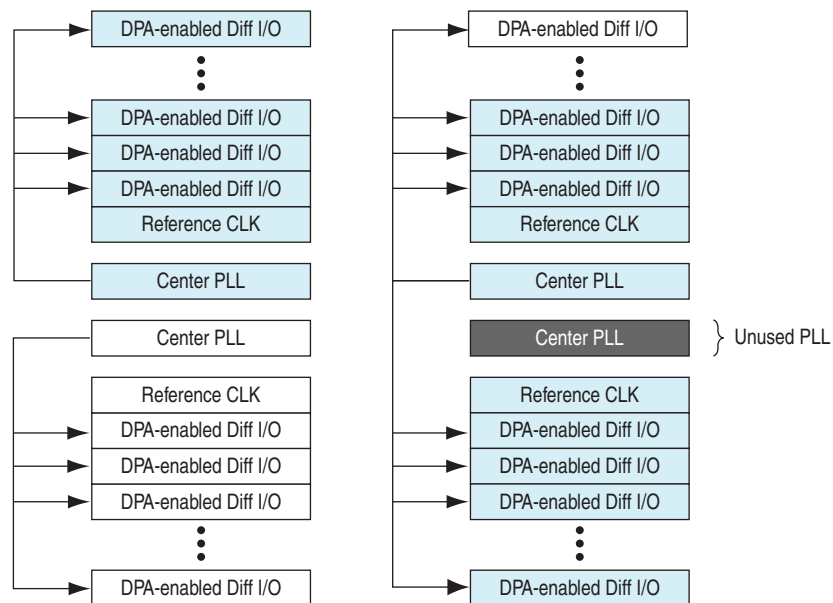 DPA-enabled Diff I/O
DPA-enabled Diff I/O
DPA-enabled Diff I/O
DPA-enabled Diff I/O
Reference CLK
Center PLL
Center PLL
Reference CLK
DPA-enabled Diff I/O
DPA-enabled Diff I/O
DPA-enabled Diff I/O
DPA-enabled Diff I/O
DPA-enabled Diff I/O
DPA-enabled Diff I/O
DPA-enabled Diff I/O
DPA-enabled Diff I/O
Reference CLK
Center PLL
Center PLL
Unused PLL
Reference CLK
DPA-enabled Diff I/O
DPA-enabled Diff I/O
DPA-enabled Diff I/O
DPA-enabled Diff I/O